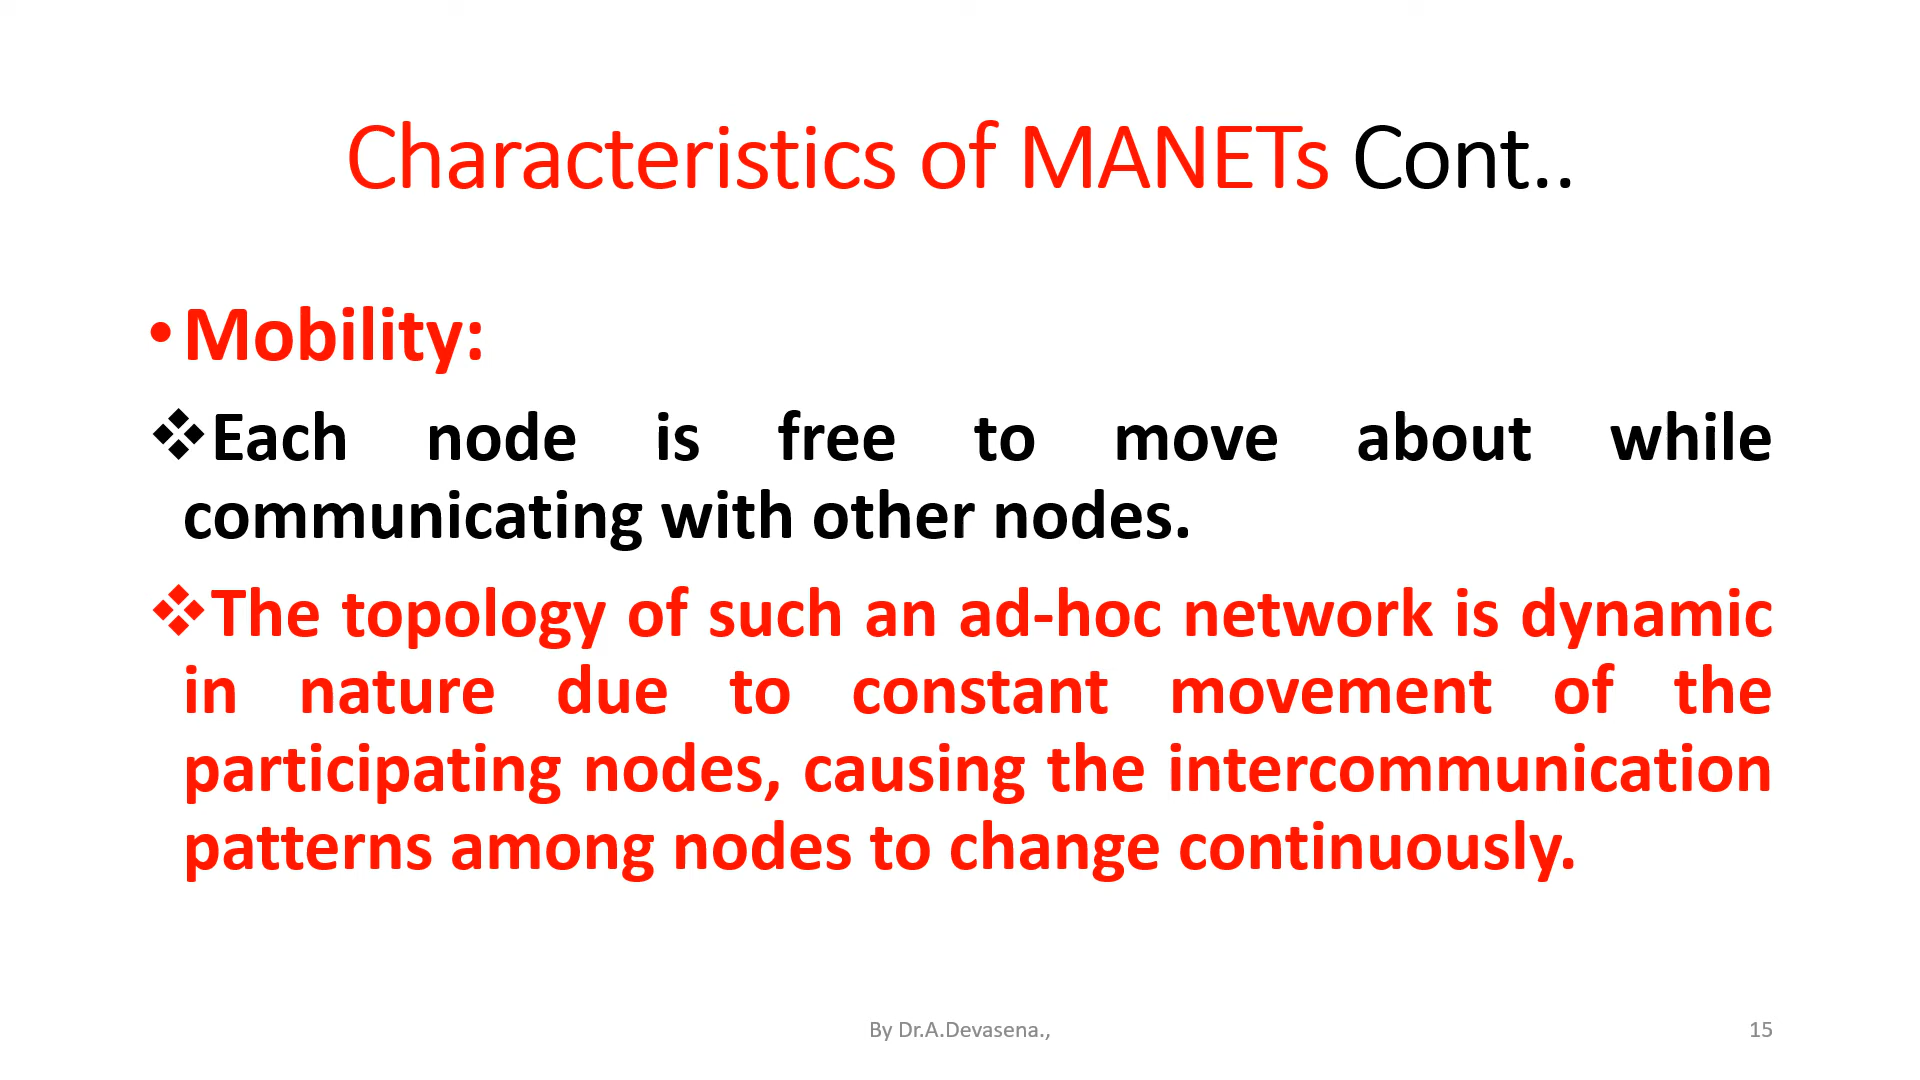 Characteristics of MANETs Cont..
•Mobility:
❖Each node is free to move about while
communicating with other nodes.
❖The topology of such an ad-hoc network is dynamic
in nature due to constant movement of the
participating nodes, causing the intercommunication
patterns among nodes to change continuously.
By Dr.A.Devasena.,
15